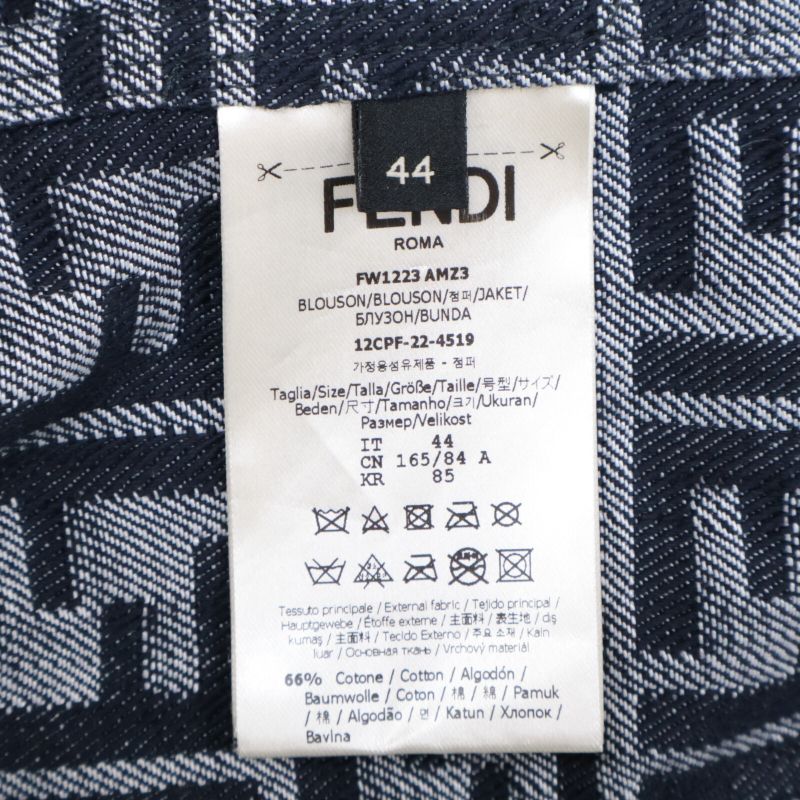 44
FENDI
ROMA
FW1223 AMZ3
BLOUSON/BLOUSON/점퍼/JAKET/
БЛУЗОН/BUNDA
12CPF-22-4519
가정용섬유제품 - 점퍼
Taglia/Size/Talla/Größe/Taille/号型/サイズ/
Beden/尺寸/Tamanho/크기/Ukuran/
Размер/Velikost
IT 44
CN 165/84 A
KR 85
Tessuto principale / External fabric / Tejido principal /
Hauptgewebe / Étoffe externe / 主面料 / 表生地 / dış
kumaş / 主面料 / Tecido Externo / 주요 소재 / Kain
luar / Основная ткань / Vrchový materiál
66% Cotone / Cotton / Algodón /
Baumwolle / Coton / 棉 / 綿 / Pamuk
/ 棉 / Algodão / 면 / Katun / Хлопок /
Bavlna